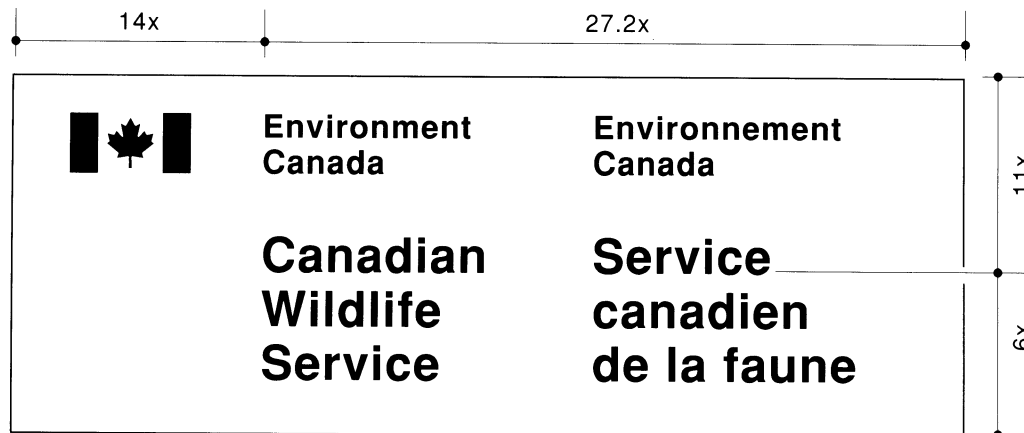 14x
27.2x
Environment
Canada
Environnement
Canada
11x
Canadian
Wildlife
Service
Service
canadien
de la faune
6x